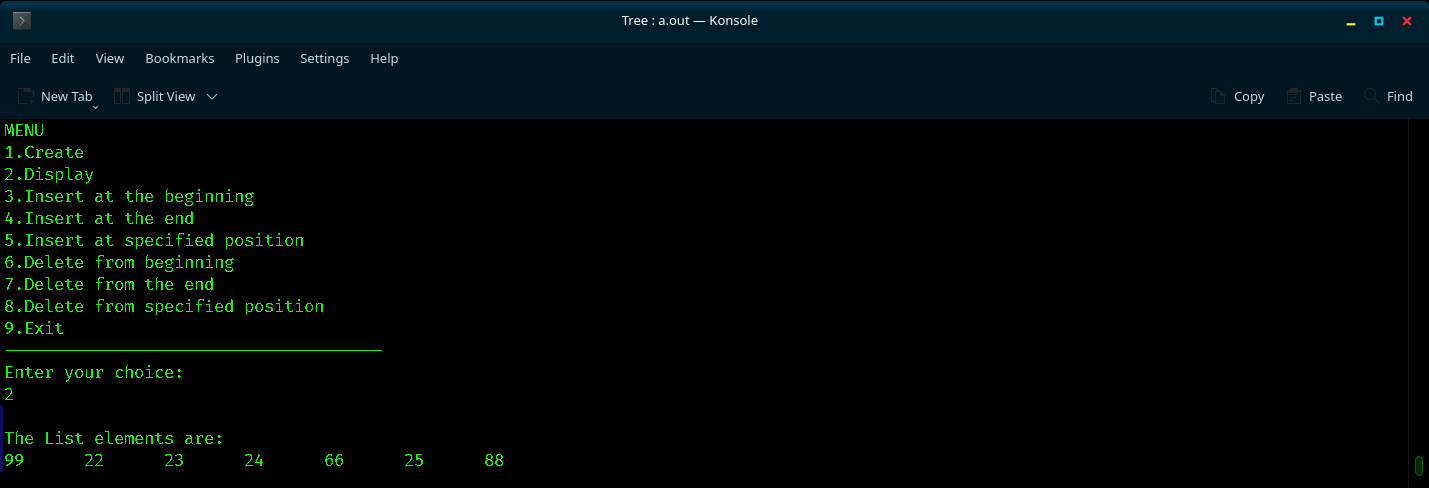 Tree : a.out — Konsole
File Edit View Bookmarks Plugins Settings Help
New Tab Split View Copy Paste Find
MENU
1.Create
2.Display
3.Insert at the beginning
4.Insert at the end
5.Insert at specified position
6.Delete from beginning
7.Delete from the end
8.Delete from specified position
9.Exit
Enter your choice:
2
The List elements are:
99 22 23 24 66 25 88